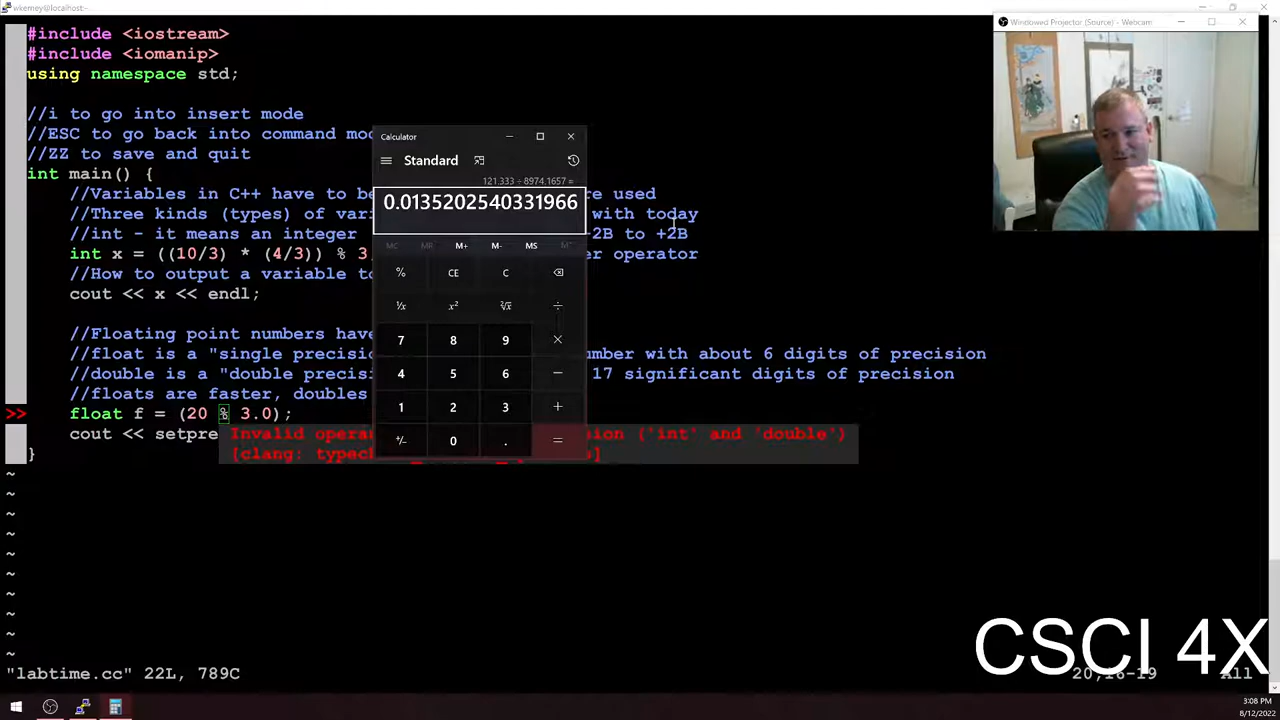 wkerney@localhost:~
#include <iostream>
#include <iomanip>
using namespace std;
//i to go into insert mode
//ESC to go back into command mo
//ZZ to save and quit
int main() {
//Variables in C++ have to be re used
//Three kinds (types) of vari with today
//int - it means an integer -2B to +2B
int x = ((10/3) * (4/3)) % 3 er operator
//How to output a variable to
cout << x << endl;
//Floating point numbers have
//float is a "single precisi umber with about 6 digits of precision
//double is a "double precis 17 significant digits of precision
//floats are faster, doubles
>> float f = (20 % 3.0);
cout << setpre Invalid opera sion ('int' and 'double')
} [clang: typec s]
~
~
~
~
~
~
~
~
~
~
"labtime.cc" 22L, 789C 20,16-19 All
Calculator
Standard
121.333 ÷ 8974.1657 =
0.0135202540331966
MC MR M+ M- MS M˅
% CE C
¹/x x² ²√x ÷
7 8 9 ×
4 5 6 −
1 2 3 +
+/- 0 . =
Windowed Projector (Source) - Webcam
CSCI 4X
3:08 PM
8/12/2022